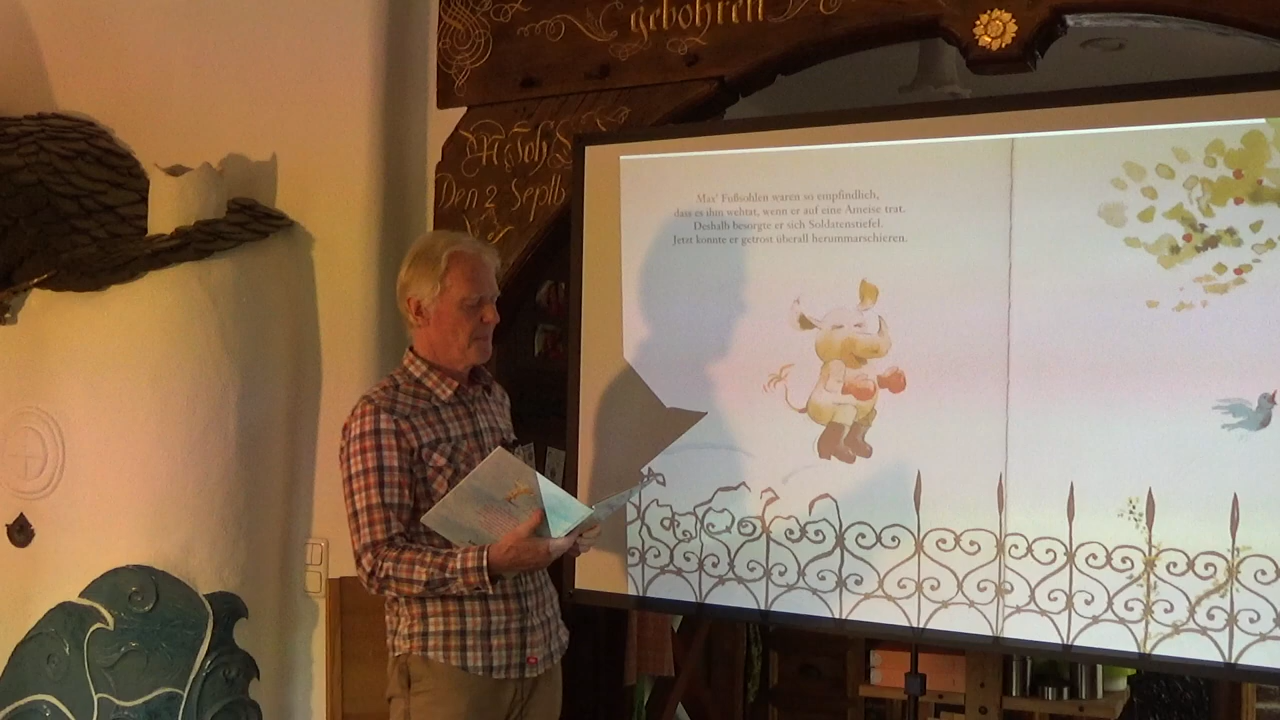 gebohren
Den 2 Septb
Max' Fußsohlen waren so empfindlich,
dass es ihm wehtat, wenn er auf eine Ameise trat.
Deshalb besorgte er sich Soldatenstiefel.
Jetzt konnte er getrost überall herummarschieren.